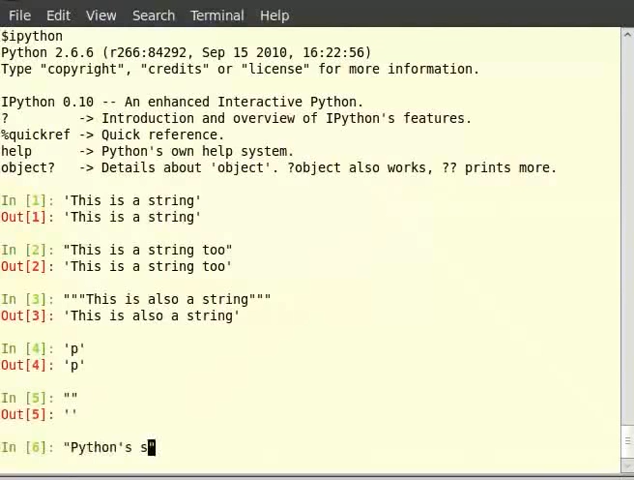 File Edit View Search Terminal Help
$ipython
Python 2.6.6 (r266:84292, Sep 15 2010, 16:22:56)
Type "copyright", "credits" or "license" for more information.
IPython 0.10 -- An enhanced Interactive Python.
? -> Introduction and overview of IPython's features.
%quickref -> Quick reference.
help -> Python's own help system.
object? -> Details about 'object'. ?object also works, ?? prints more.
In [1]: 'This is a string'
Out[1]: 'This is a string'
In [2]: "This is a string too"
Out[2]: 'This is a string too'
In [3]: """This is also a string"""
Out[3]: 'This is also a string'
In [4]: 'p'
Out[4]: 'p'
In [5]: ""
Out[5]: ''
In [6]: "Python's s"